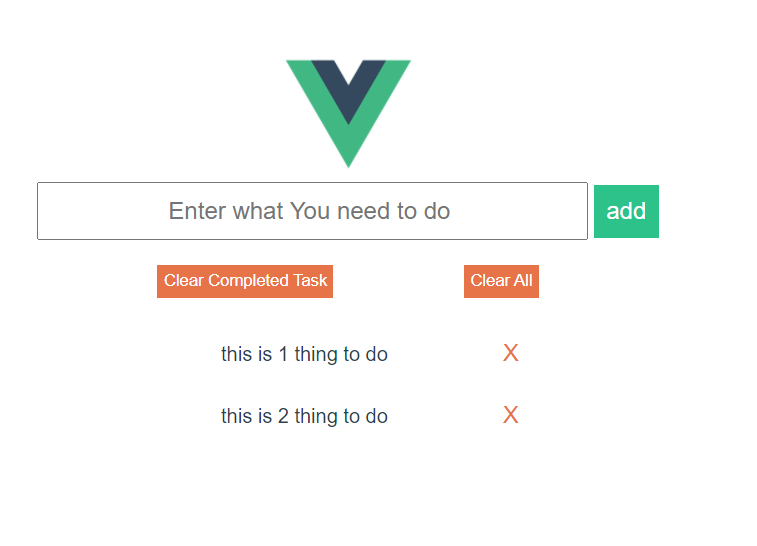 Enter what You need to do
add
Clear Completed Task
Clear All
this is 1 thing to do
X
this is 2 thing to do
X